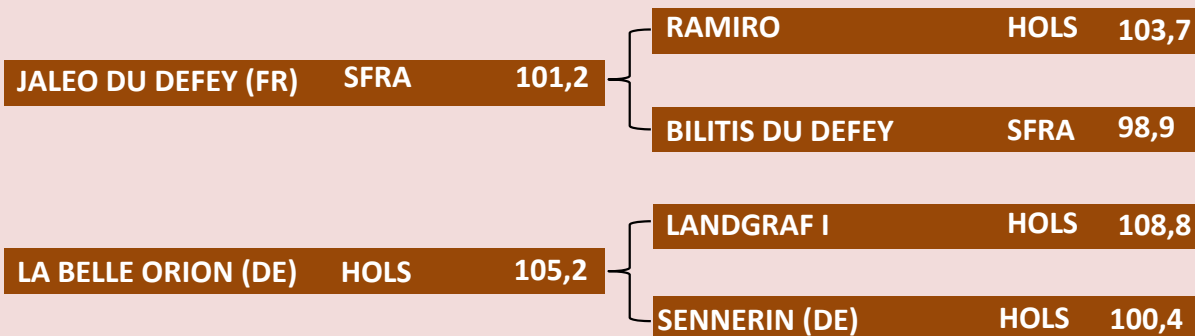 RAMIRO HOLS 103,7
JALEO DU DEFEY (FR) SFRA 101,2
BILITIS DU DEFEY SFRA 98,9
LANDGRAF I HOLS 108,8
LA BELLE ORION (DE) HOLS 105,2
SENNERIN (DE) HOLS 100,4